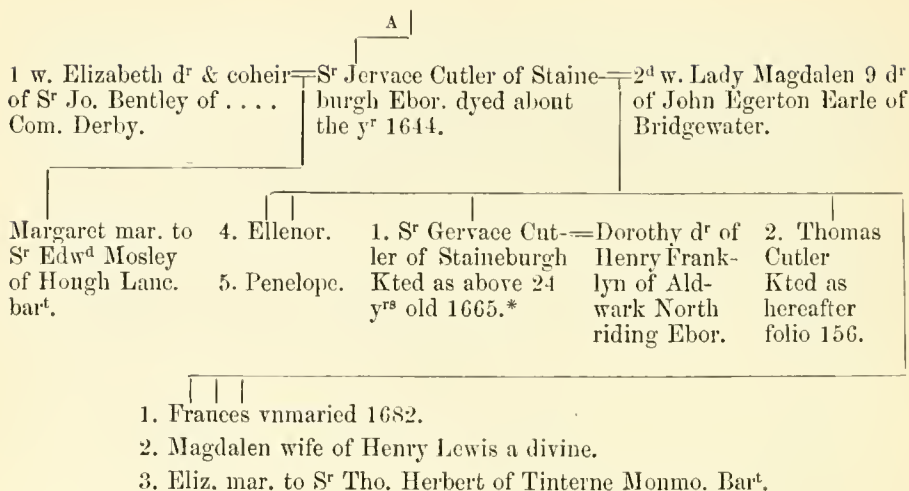 A
1 w. Elizabeth dʳ & coheir
of Sʳ Jo. Bentley of . . . .
Com. Derby.
Sʳ Jervace Cutler of Staine-
burgh Ebor. dyed about
the yʳ 1644.
2ᵈ w. Lady Magdalen 9 dʳ
of John Egerton Earle of
Bridgewater.
Margaret mar. to
Sʳ Edwᵈ Mosley
of Hough Lanc.
barᵗ.
4. Ellenor.
5. Penelope.
1. Sʳ Gervace Cut-
ler of Staineburgh
Kted as above 24
yʳˢ old 1665.*
Dorothy dʳ of
Henry Frank-
lyn of Ald-
wark North
riding Ebor.
2. Thomas
Cutler
Kted as
hereafter
folio 156.
1. Frances vnmaried 1682.
2. Magdalen wife of Henry Lewis a divine.
3. Eliz. mar. to Sʳ Tho. Herbert of Tinterne Monmo. Barᵗ.